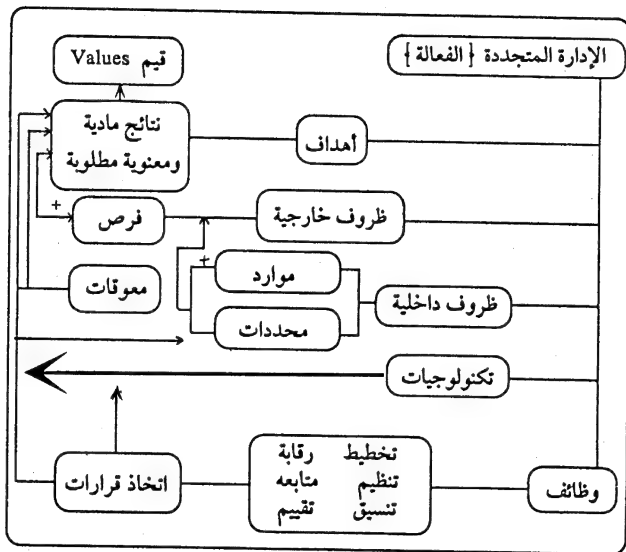 الإدارة المتجددة { الفعالة }
قيم Values
أهداف
نتائج مادية
ومعنوية مطلوبة
ظروف خارجية
فرص
+
موارد
+
معوقات
ظروف داخلية
محددات
تكنولوجيات
وظائف
تخطيط رقابة
تنظيم متابعه
تنسيق تقييم
اتخاذ قرارات